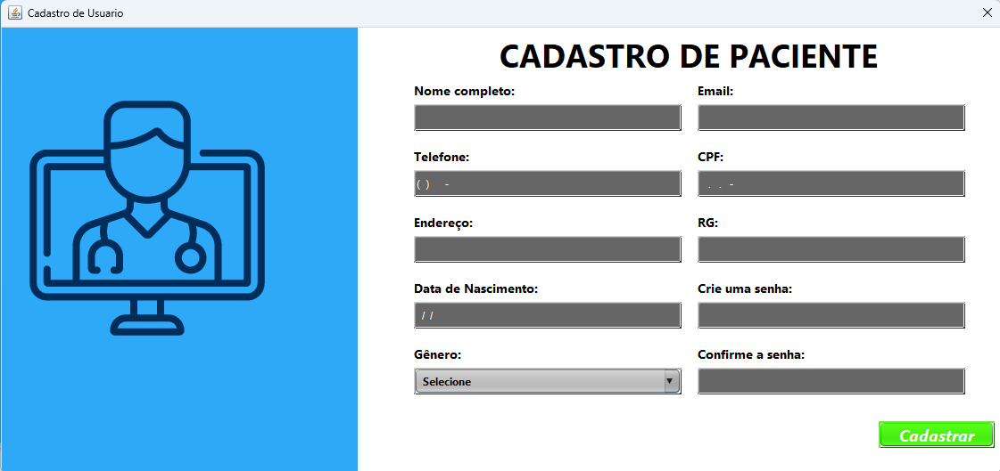 Cadastro de Usuario
CADASTRO DE PACIENTE
Nome completo: Email:
Telefone: CPF:
( ) - . . -
Endereço: RG:
Data de Nascimento: Crie uma senha:
/ /
Gênero: Confirme a senha:
Selecione
Cadastrar